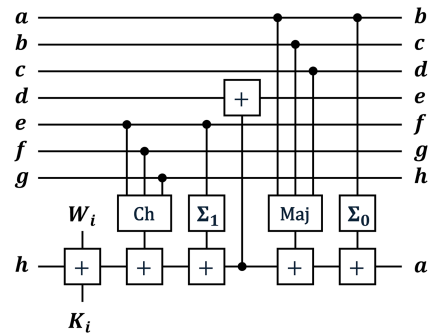 a b
b c
c d
d + e
e f
f g
g h
W_i Ch Σ_1 Maj Σ_0
h + + + + + a
K_i